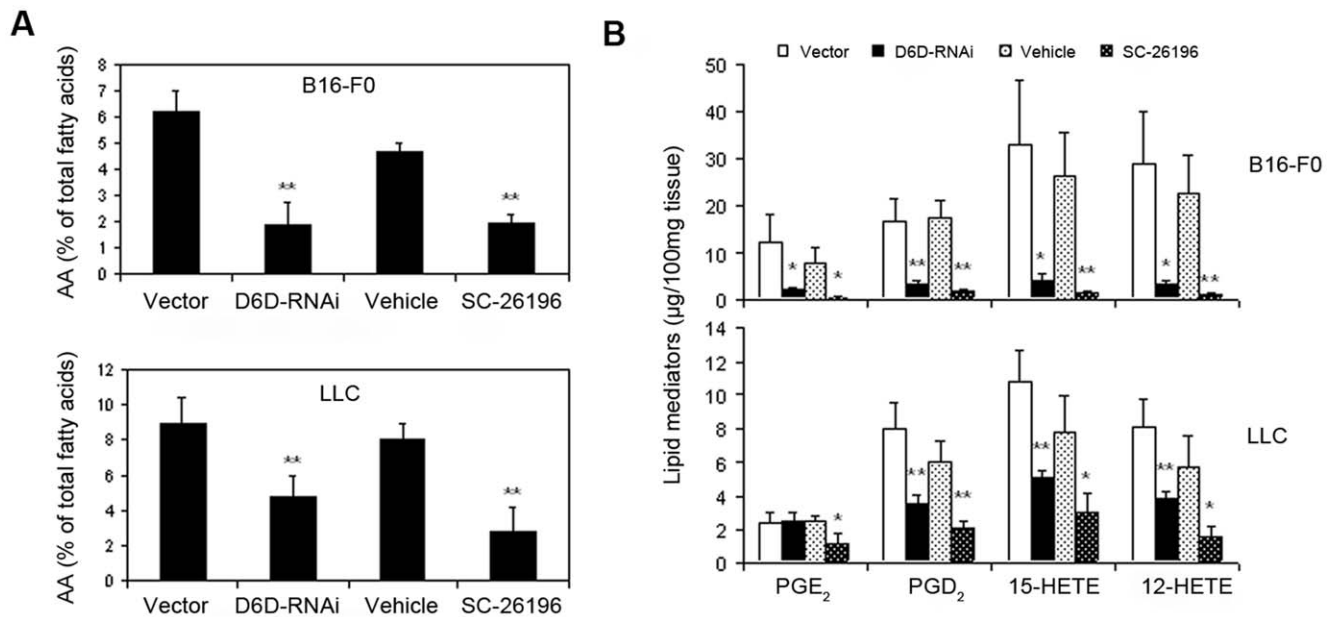 A
AA (% of total fatty acids)
8
7
6
5
4
3
2
1
0
B16-F0
**
**
Vector D6D-RNAi Vehicle SC-26196
AA (% of total fatty acids)
12
10
8
6
4
2
0
LLC
**
**
Vector D6D-RNAi Vehicle SC-26196
B
Vector D6D-RNAi Vehicle SC-26196
Lipid mediators (µg/100mg tissue)
50
40
30
20
10
0
B16-F0
* * ** ** * ** * **
14
12
10
8
6
4
2
0
LLC
* ** ** ** * ** *
PGE₂ PGD₂ 15-HETE 12-HETE